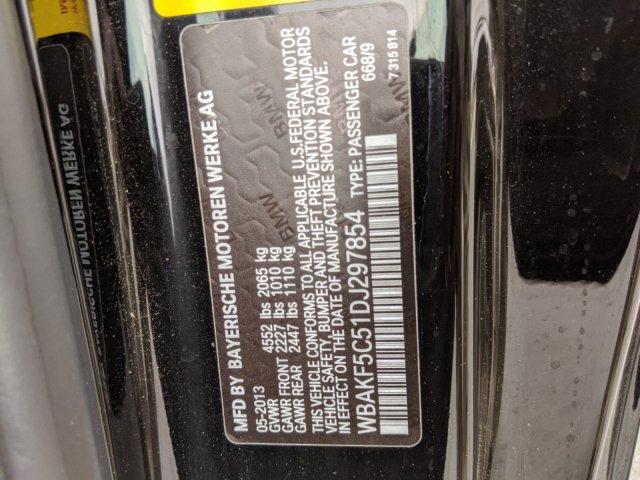 MFD BY BAYERISCHE MOTOREN WERKE AG
05-2013
GVWR 4552 lbs 2065 kg
GAWR FRONT 2227 lbs 1010 kg
GAWR REAR 2447 lbs 1110 kg
THIS VEHICLE CONFORMS TO ALL APPLICABLE U.S.FEDERAL MOTOR
VEHICLE SAFETY, BUMPER AND THEFT PREVENTION STANDARDS
IN EFFECT ON THE DATE OF MANUFACTURE SHOWN ABOVE.
WBAKF5C51DJ297854 TYPE: PASSENGER CAR
668/9
7 315 814
BMW
BMW